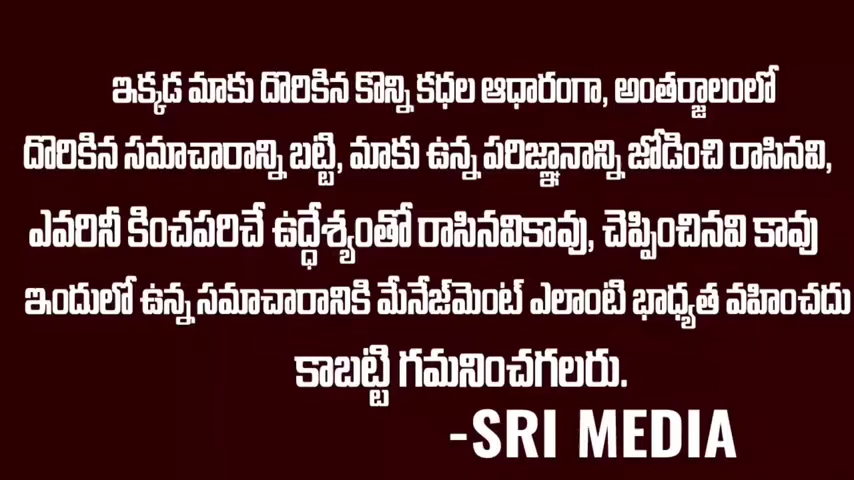 ఇక్కడ మాకు దొరికిన కొన్ని కధల ఆధారంగా, అంతర్జాలంలో
దొరికిన సమాచారాన్ని బట్టి, మాకు ఉన్న పరిజ్ఞానాన్ని జోడించి రాసినవి,
ఎవరినీ కించపరిచే ఉద్దేశ్యంతో రాసినవికావు, చెప్పించినవి కావు
ఇందులో ఉన్న సమాచారానికి మేనేజ్‌మెంట్ ఎలాంటి భాధ్యత వహించదు
కాబట్టి గమనించగలరు.
-SRI MEDIA